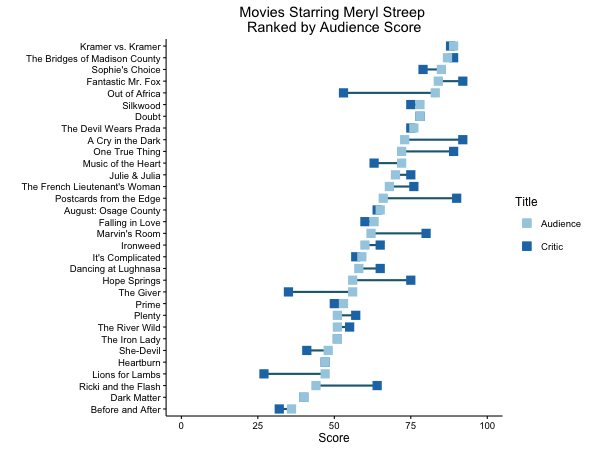 Movies Starring Meryl Streep
Ranked by Audience Score
Kramer vs. Kramer
The Bridges of Madison County
Sophie's Choice
Fantastic Mr. Fox
Out of Africa
Silkwood
Doubt
The Devil Wears Prada
A Cry in the Dark
One True Thing
Music of the Heart
Julie & Julia
The French Lieutenant's Woman
Postcards from the Edge
August: Osage County
Falling in Love
Marvin's Room
Ironweed
It's Complicated
Dancing at Lughnasa
Hope Springs
The Giver
Prime
Plenty
The River Wild
The Iron Lady
She-Devil
Heartburn
Lions for Lambs
Ricki and the Flash
Dark Matter
Before and After
0 25 50 75 100
Score
Title
Audience
Critic